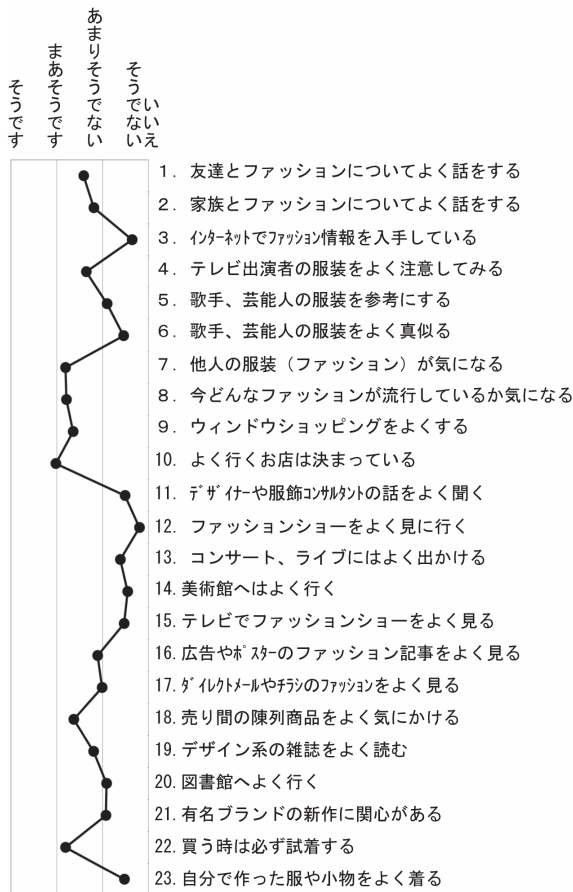 そうです
まあそうです
あまりそうでない
そうでない
いいえ
1. 友達とファッションについてよく話をする
2. 家族とファッションについてよく話をする
3. インターネットでファッション情報を入手している
4. テレビ出演者の服装をよく注意してみる
5. 歌手、芸能人の服装を参考にする
6. 歌手、芸能人の服装をよく真似る
7. 他人の服装（ファッション）が気になる
8. 今どんなファッションが流行しているか気になる
9. ウィンドウショッピングをよくする
10. よく行くお店は決まっている
11. デザイナーや服飾コンサルタントの話をよく聞く
12. ファッションショーをよく見に行く
13. コンサート、ライブにはよく出かける
14. 美術館へはよく行く
15. テレビでファッションショーをよく見る
16. 広告やポスターのファッション記事をよく見る
17. ダイレクトメールやチラシのファッションをよく見る
18. 売り間の陳列商品をよく気にかける
19. デザイン系の雑誌をよく読む
20. 図書館へよく行く
21. 有名ブランドの新作に関心がある
22. 買う時は必ず試着する
23. 自分で作った服や小物をよく着る